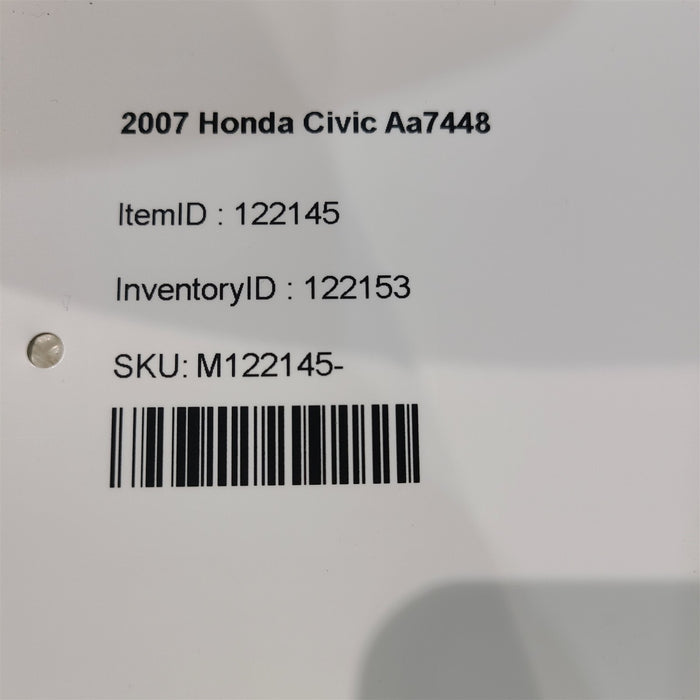 2007 Honda Civic Aa7448
ItemID : 122145
InventoryID : 122153
SKU: M122145-